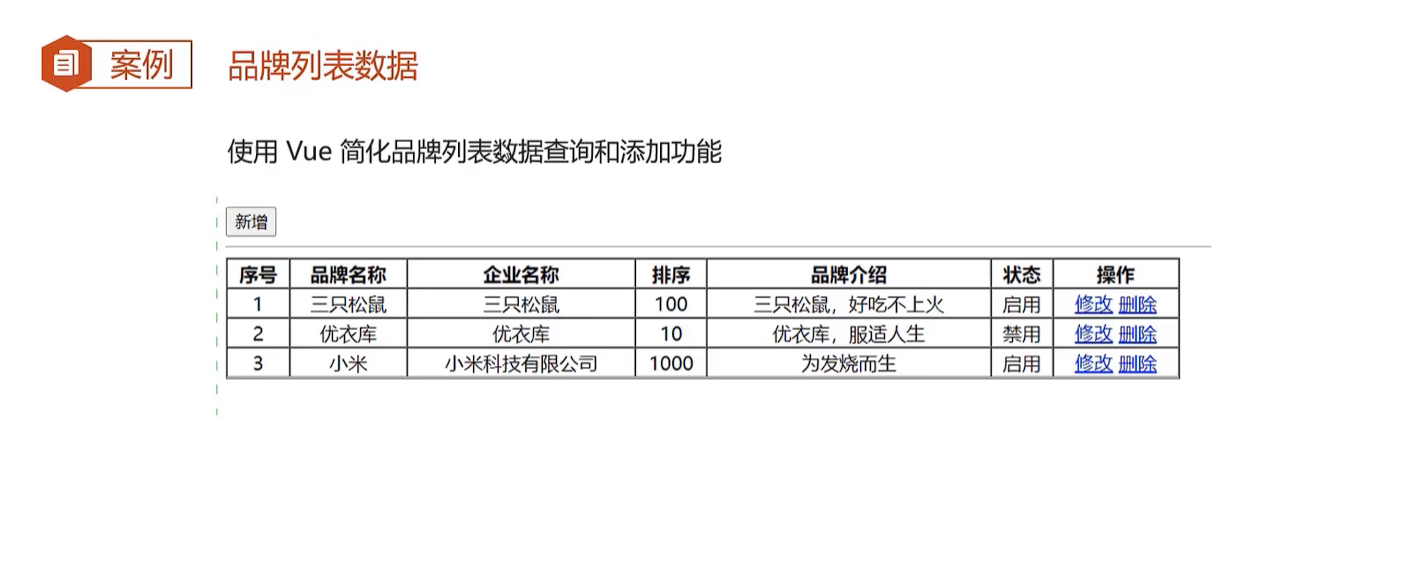 案例 品牌列表数据
使用 Vue 简化品牌列表数据查询和添加功能
新增
序号 品牌名称 企业名称 排序 品牌介绍 状态 操作
1 三只松鼠 三只松鼠 100 三只松鼠，好吃不上火 启用 修改 删除
2 优衣库 优衣库 10 优衣库，服适人生 禁用 修改 删除
3 小米 小米科技有限公司 1000 为发烧而生 启用 修改 删除